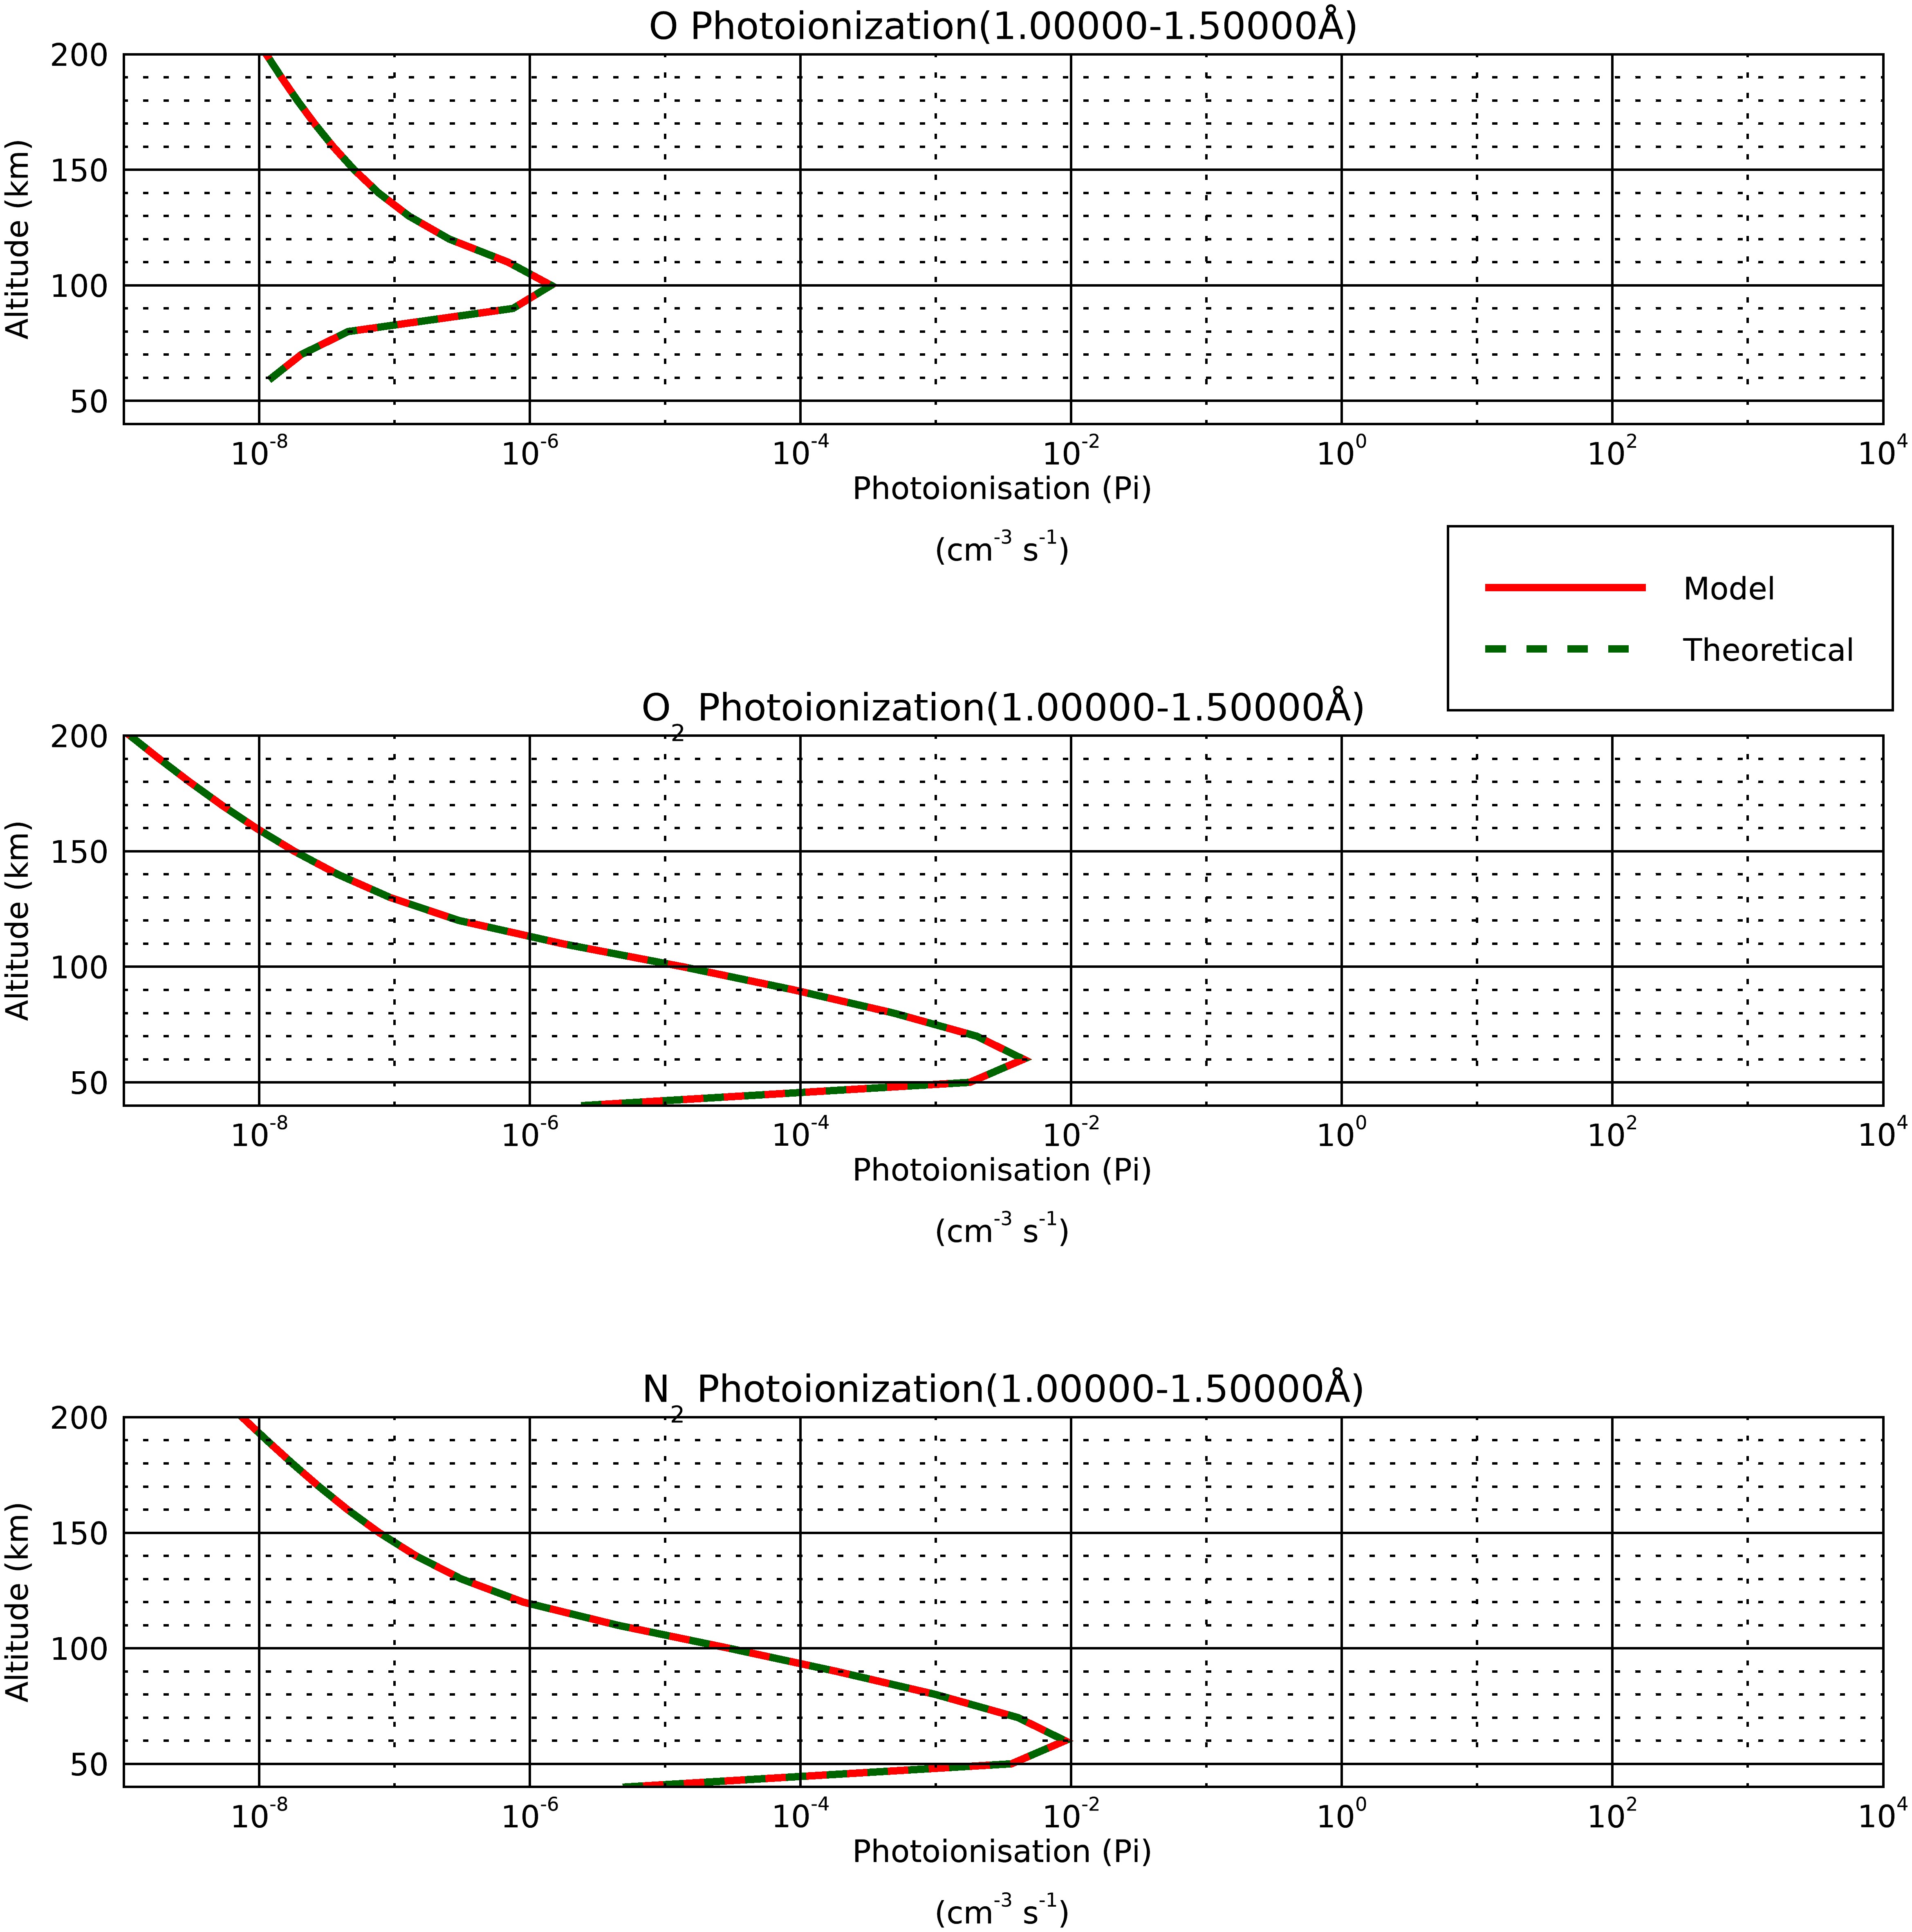 O Photoionization(1.00000-1.50000Å)
200
150
100
50
Altitude (km)
10⁻⁸ 10⁻⁶ 10⁻⁴ 10⁻² 10⁰ 10² 10⁴
Photoionisation (Pi)
(cm⁻³ s⁻¹)
Model
Theoretical
O₂ Photoionization(1.00000-1.50000Å)
200
150
100
50
Altitude (km)
10⁻⁸ 10⁻⁶ 10⁻⁴ 10⁻² 10⁰ 10² 10⁴
Photoionisation (Pi)
(cm⁻³ s⁻¹)
N₂ Photoionization(1.00000-1.50000Å)
200
150
100
50
Altitude (km)
10⁻⁸ 10⁻⁶ 10⁻⁴ 10⁻² 10⁰ 10² 10⁴
Photoionisation (Pi)
(cm⁻³ s⁻¹)